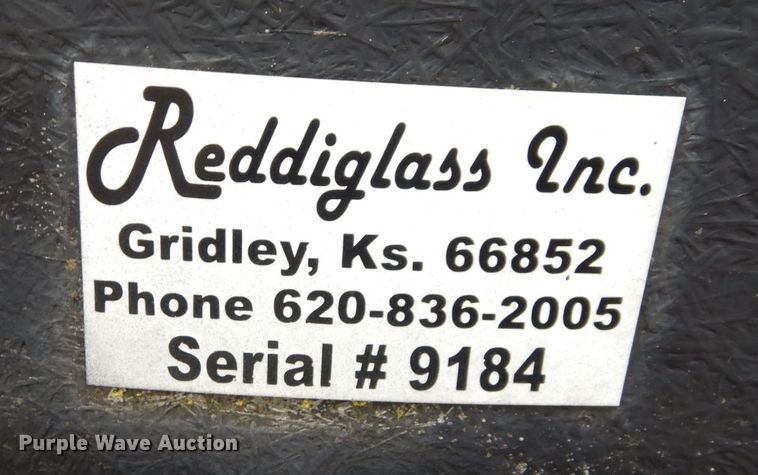 Reddiglass Inc.
Gridley, Ks. 66852
Phone 620-836-2005
Serial # 9184
Purple Wave Auction